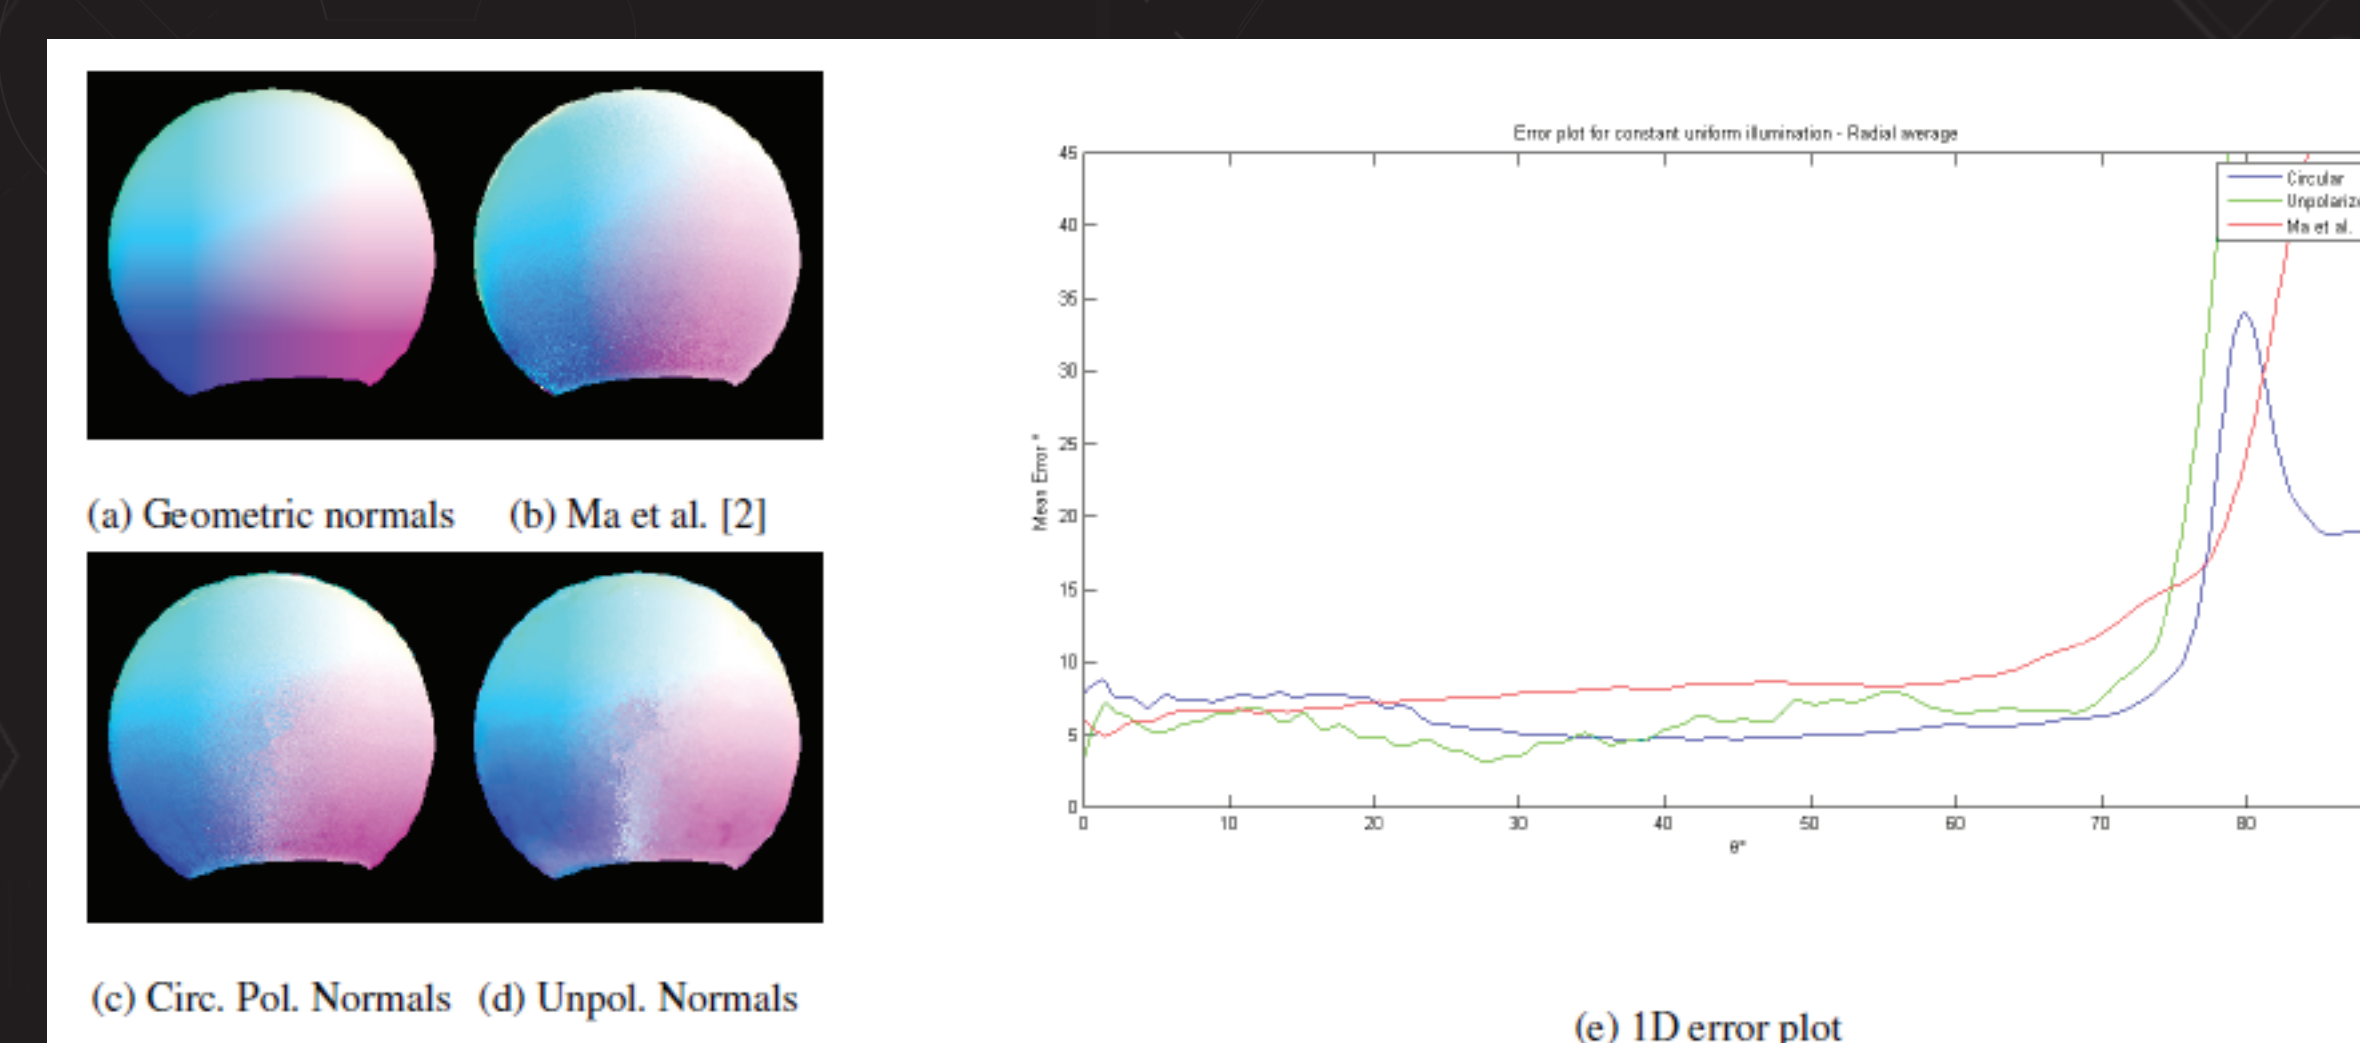 (a) Geometric normals (b) Ma et al. [2]
(c) Circ. Pol. Normals (d) Unpol. Normals
Error plot for constant uniform illumination - Radial average
45
40
35
30
25
20
15
10
5
0
Mean Error °
0 10 20 30 40 50 60 70 80
θ°
Circular
Unpolarize
Ma et al.
(e) 1D error plot